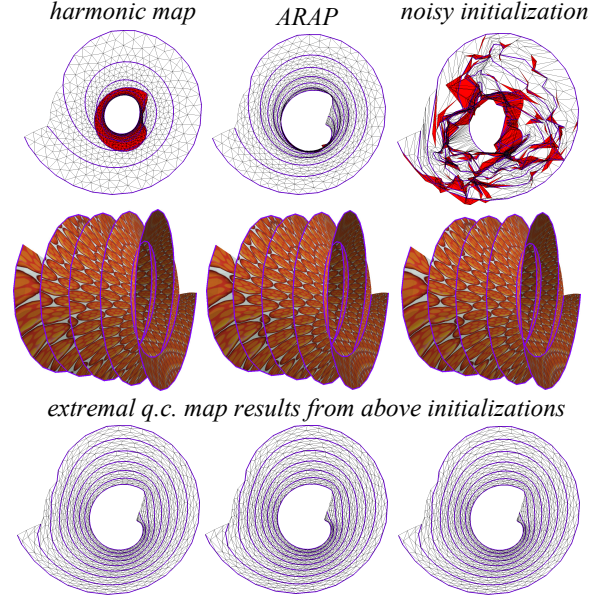 harmonic map
ARAP
noisy initialization
extremal q.c. map results from above initializations